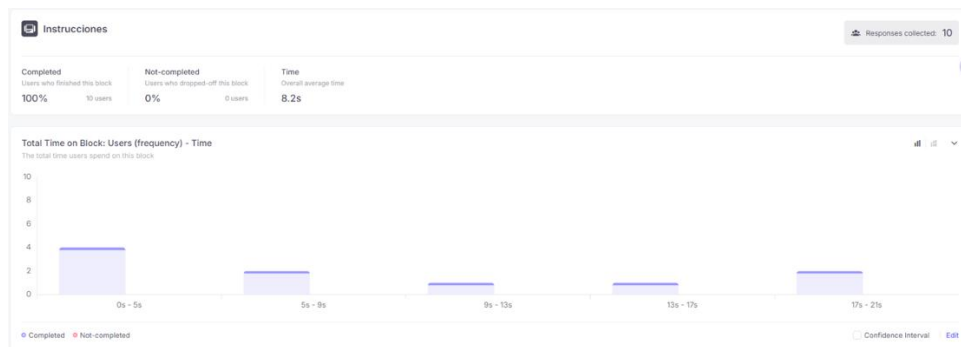 Instrucciones
Responses collected: 10
Completed
Users who finished this block
100% 10 users
Not-completed
Users who dropped-off this block
0% 0 users
Time
Overall average time
8.2s
Total Time on Block: Users (frequency) - Time
The total time users spend on this block
10
8
6
4
2
0
0s - 5s 5s - 9s 9s - 13s 13s - 17s 17s - 21s
Completed Not-completed
Confidence Interval Edit